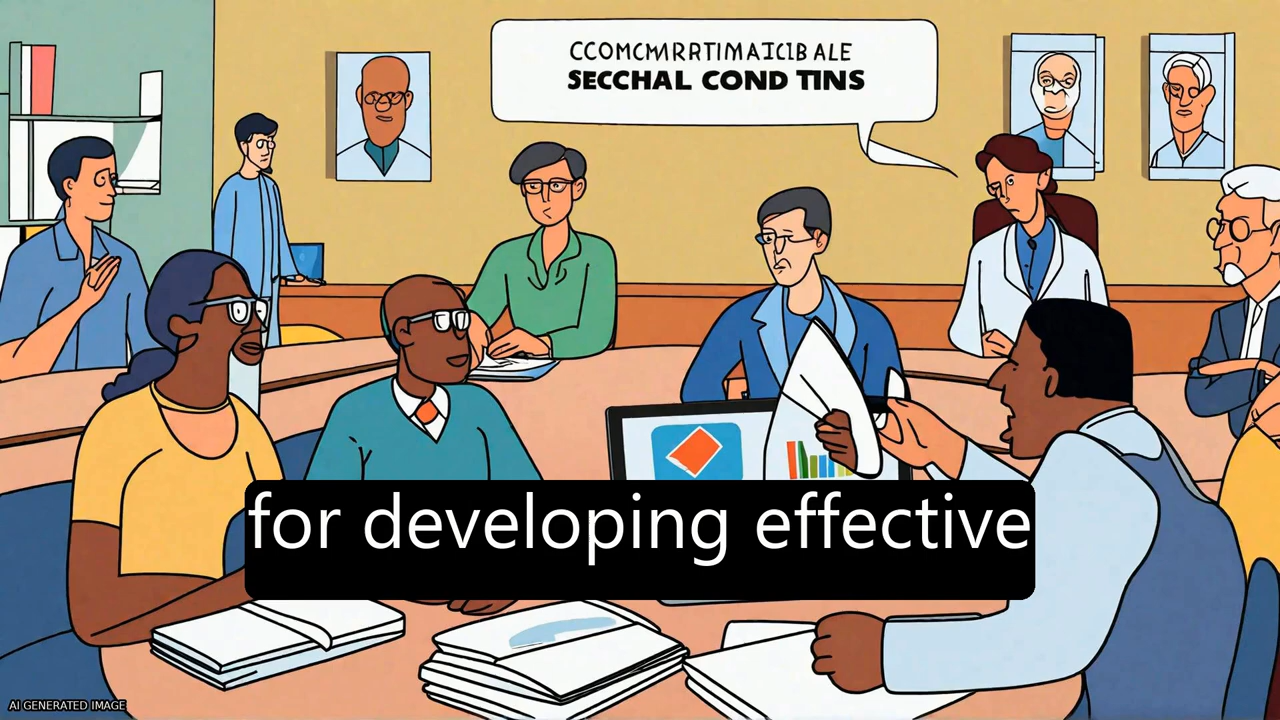 CCOMCMRRTIMAICIB ALE
SECCHAL COND TINS
for developing effective
AI GENERATED IMAGE